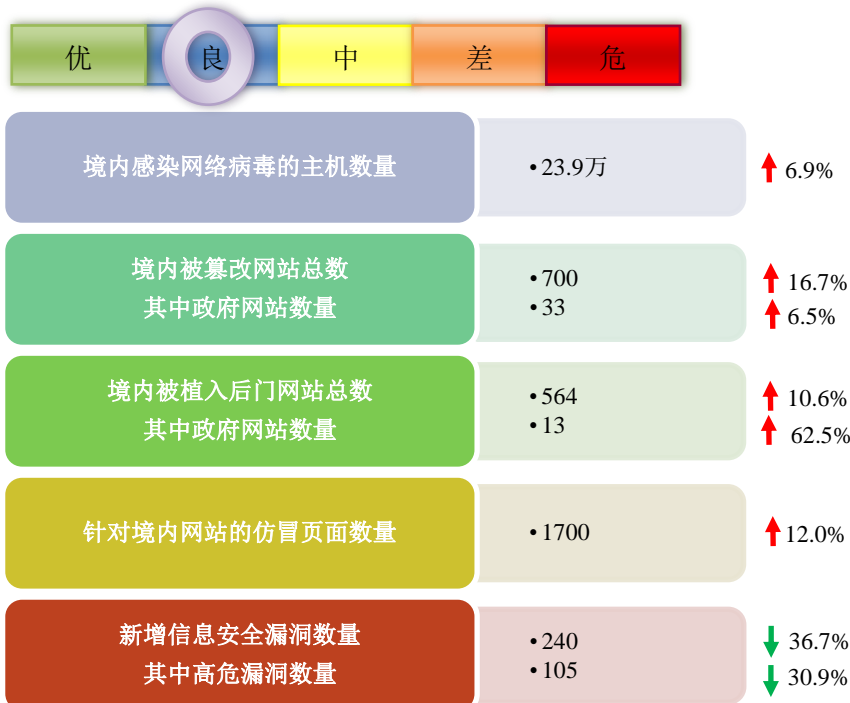 优 良 中 差 危
境内感染网络病毒的主机数量 •23.9万 6.9%
境内被篡改网站总数 •700 16.7%
其中政府网站数量 •33 6.5%
境内被植入后门网站总数 •564 10.6%
其中政府网站数量 •13 62.5%
针对境内网站的仿冒页面数量 •1700 12.0%
新增信息安全漏洞数量 •240 36.7%
其中高危漏洞数量 •105 30.9%